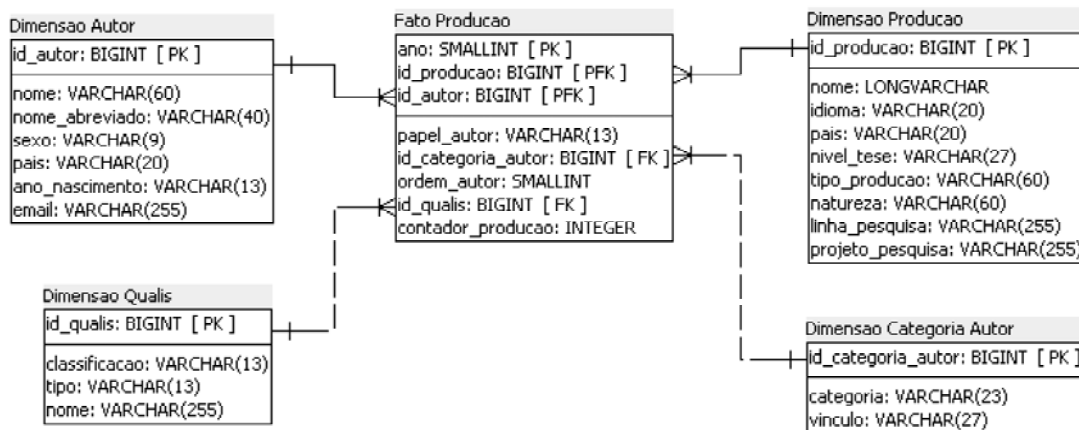 Dimensao Autor
id_autor: BIGINT [ PK ]
nome: VARCHAR(60)
nome_abreviado: VARCHAR(40)
sexo: VARCHAR(9)
pais: VARCHAR(20)
ano_nascimento: VARCHAR(13)
email: VARCHAR(255)
Fato Producao
ano: SMALLINT [ PK ]
id_producao: BIGINT [ PFK ]
id_autor: BIGINT [ PFK ]
papel_autor: VARCHAR(13)
id_categoria_autor: BIGINT [ FK ]
ordem_autor: SMALLINT
id_qualis: BIGINT [ FK ]
contador_producao: INTEGER
Dimensao Producao
id_producao: BIGINT [ PK ]
nome: LONGVARCHAR
idioma: VARCHAR(20)
pais: VARCHAR(20)
nivel_tese: VARCHAR(27)
tipo_producao: VARCHAR(60)
natureza: VARCHAR(60)
linha_pesquisa: VARCHAR(255)
projeto_pesquisa: VARCHAR(255)
Dimensao Qualis
id_qualis: BIGINT [ PK ]
classificacao: VARCHAR(13)
tipo: VARCHAR(13)
nome: VARCHAR(255)
Dimensao Categoria Autor
id_categoria_autor: BIGINT [ PK ]
categoria: VARCHAR(23)
vinculo: VARCHAR(27)